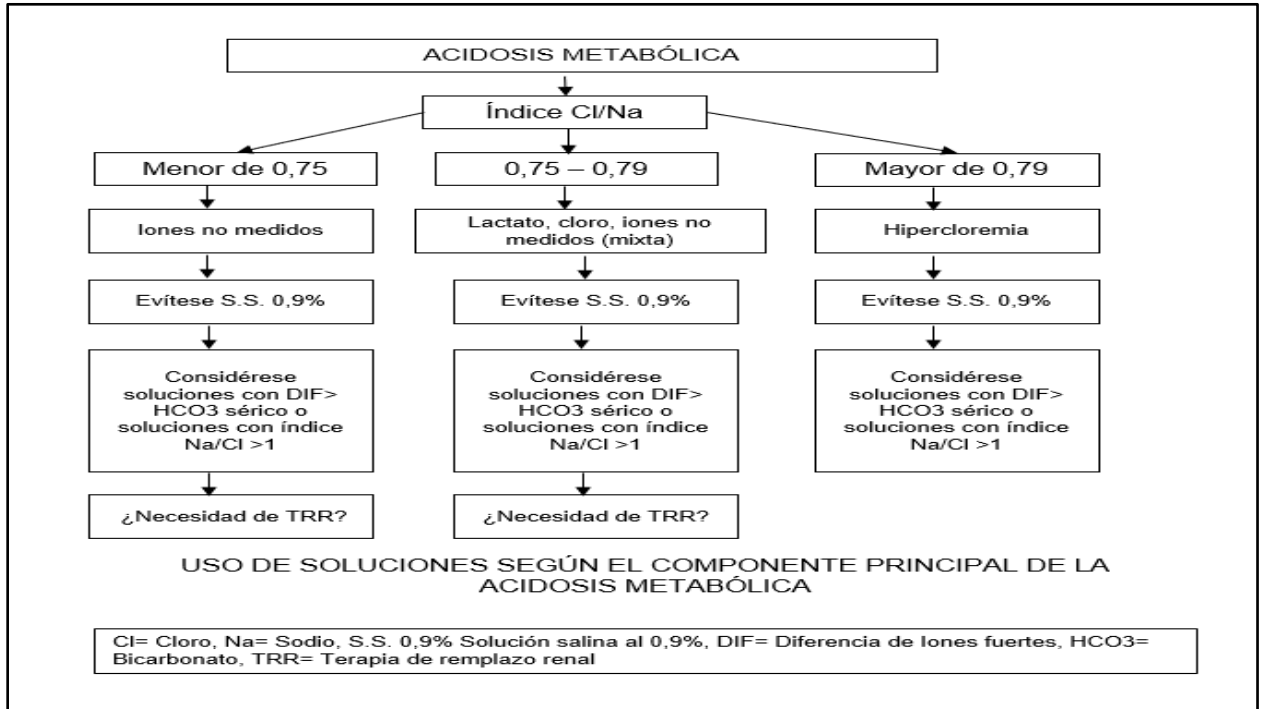 ACIDOSIS METABÓLICA
Índice Cl/Na
Menor de 0,75
0,75 – 0,79
Mayor de 0,79
Iones no medidos
Lactato, cloro, iones no
medidos (mixta)
Hipercloremia
Evítese S.S. 0,9%
Evítese S.S. 0,9%
Evítese S.S. 0,9%
Considérese
soluciones con DIF>
HCO3 sérico o
soluciones con índice
Na/Cl >1
Considérese
soluciones con DIF>
HCO3 sérico o
soluciones con índice
Na/Cl >1
Considérese
soluciones con DIF>
HCO3 sérico o
soluciones con índice
Na/Cl >1
¿Necesidad de TRR?
¿Necesidad de TRR?
USO DE SOLUCIONES SEGÚN EL COMPONENTE PRINCIPAL DE LA
ACIDOSIS METABÓLICA
Cl= Cloro, Na= Sodio, S.S. 0,9% Solución salina al 0,9%, DIF= Diferencia de Iones fuertes, HCO3=
Bicarbonato, TRR= Terapia de remplazo renal